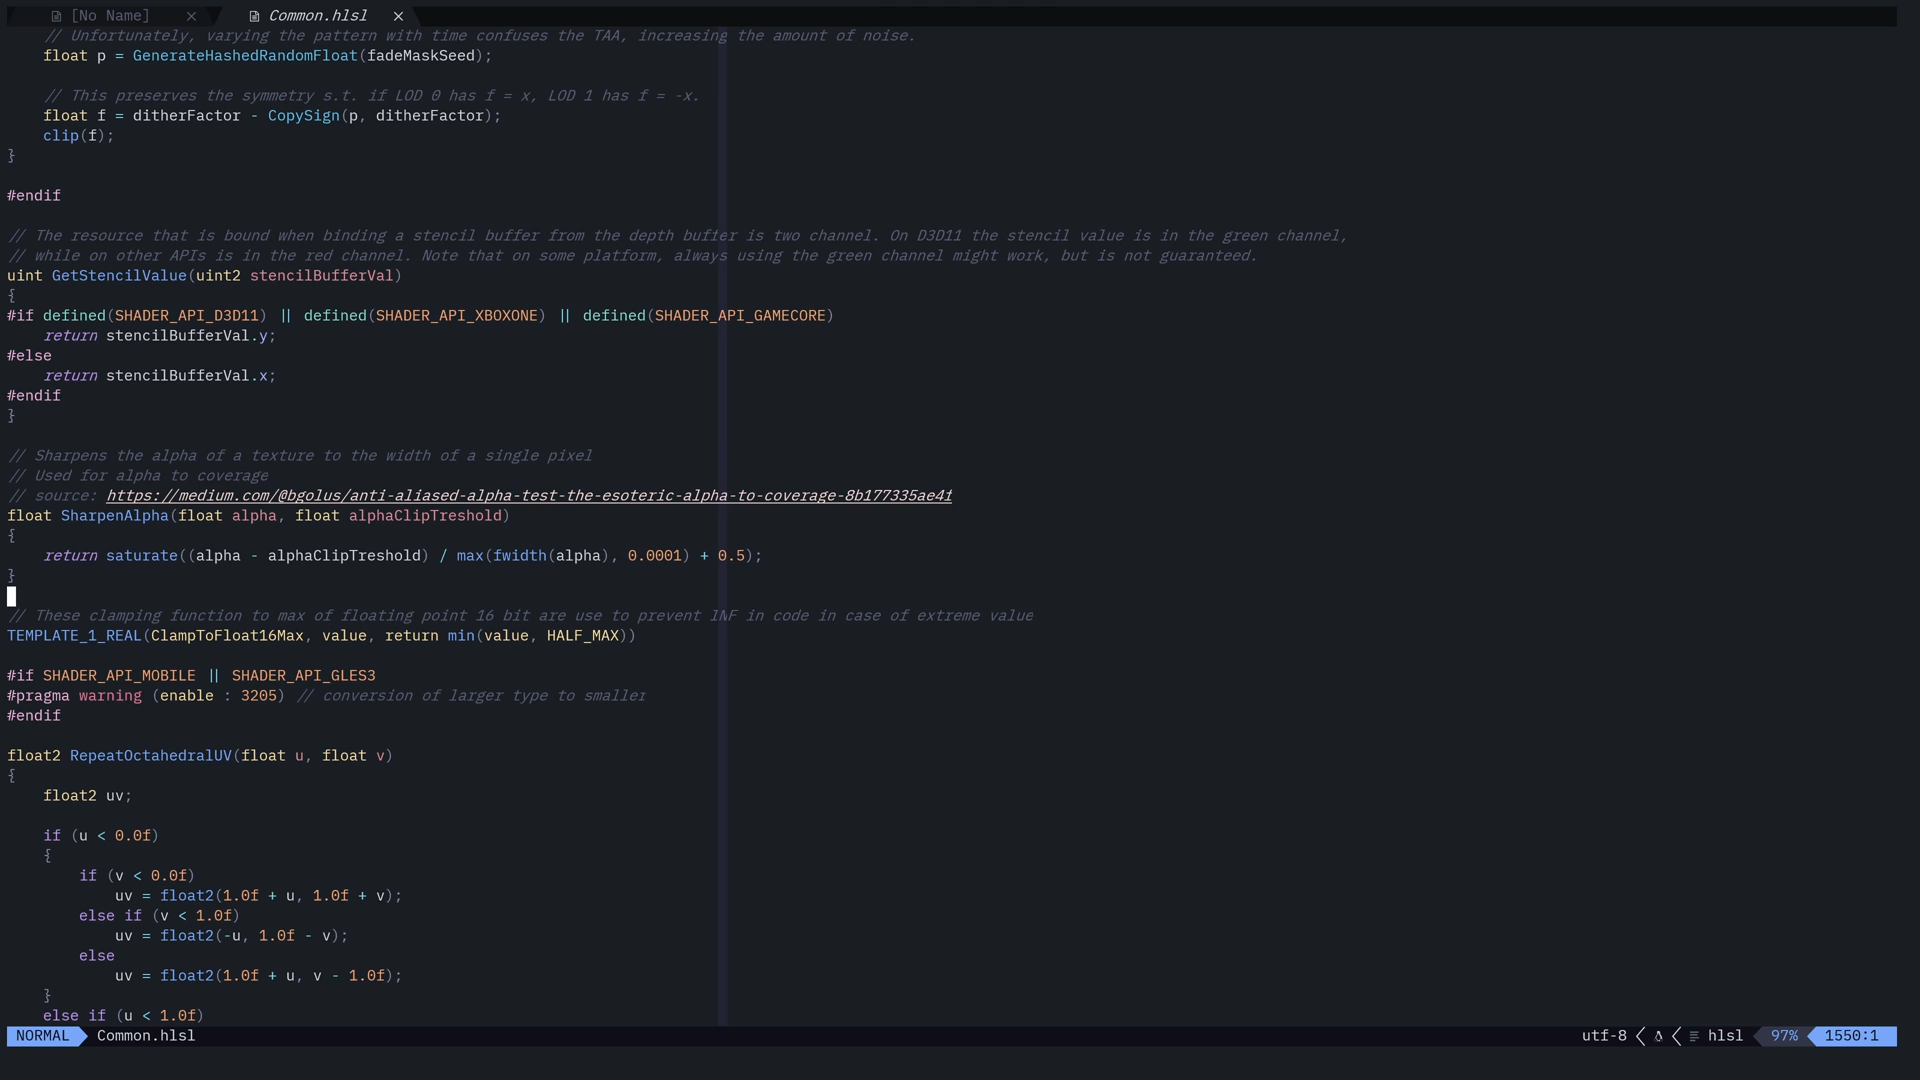 [No Name] Common.hlsl
// Unfortunately, varying the pattern with time confuses the TAA, increasing the amount of noise.
float p = GenerateHashedRandomFloat(fadeMaskSeed);
// This preserves the symmetry s.t. if LOD 0 has f = x, LOD 1 has f = -x.
float f = ditherFactor - CopySign(p, ditherFactor);
clip(f);
}
#endif
// The resource that is bound when binding a stencil buffer from the depth buffer is two channel. On D3D11 the stencil value is in the green channel,
// while on other APIs is in the red channel. Note that on some platform, always using the green channel might work, but is not guaranteed.
uint GetStencilValue(uint2 stencilBufferVal)
{
#if defined(SHADER_API_D3D11) || defined(SHADER_API_XBOXONE) || defined(SHADER_API_GAMECORE)
return stencilBufferVal.y;
#else
return stencilBufferVal.x;
#endif
}
// Sharpens the alpha of a texture to the width of a single pixel
// Used for alpha to coverage
// source: https://medium.com/@bgolus/anti-aliased-alpha-test-the-esoteric-alpha-to-coverage-8b177335ae4f
float SharpenAlpha(float alpha, float alphaClipTreshold)
{
return saturate((alpha - alphaClipTreshold) / max(fwidth(alpha), 0.0001) + 0.5);
}
// These clamping function to max of floating point 16 bit are use to prevent INF in code in case of extreme value
TEMPLATE_1_REAL(ClampToFloat16Max, value, return min(value, HALF_MAX))
#if SHADER_API_MOBILE || SHADER_API_GLES3
#pragma warning (enable : 3205) // conversion of larger type to smaller
#endif
float2 RepeatOctahedralUV(float u, float v)
{
float2 uv;
if (u < 0.0f)
{
if (v < 0.0f)
uv = float2(1.0f + u, 1.0f + v);
else if (v < 1.0f)
uv = float2(-u, 1.0f - v);
else
uv = float2(1.0f + u, v - 1.0f);
}
else if (u < 1.0f)
NORMAL Common.hlsl utf-8 hlsl 97% 1550:1